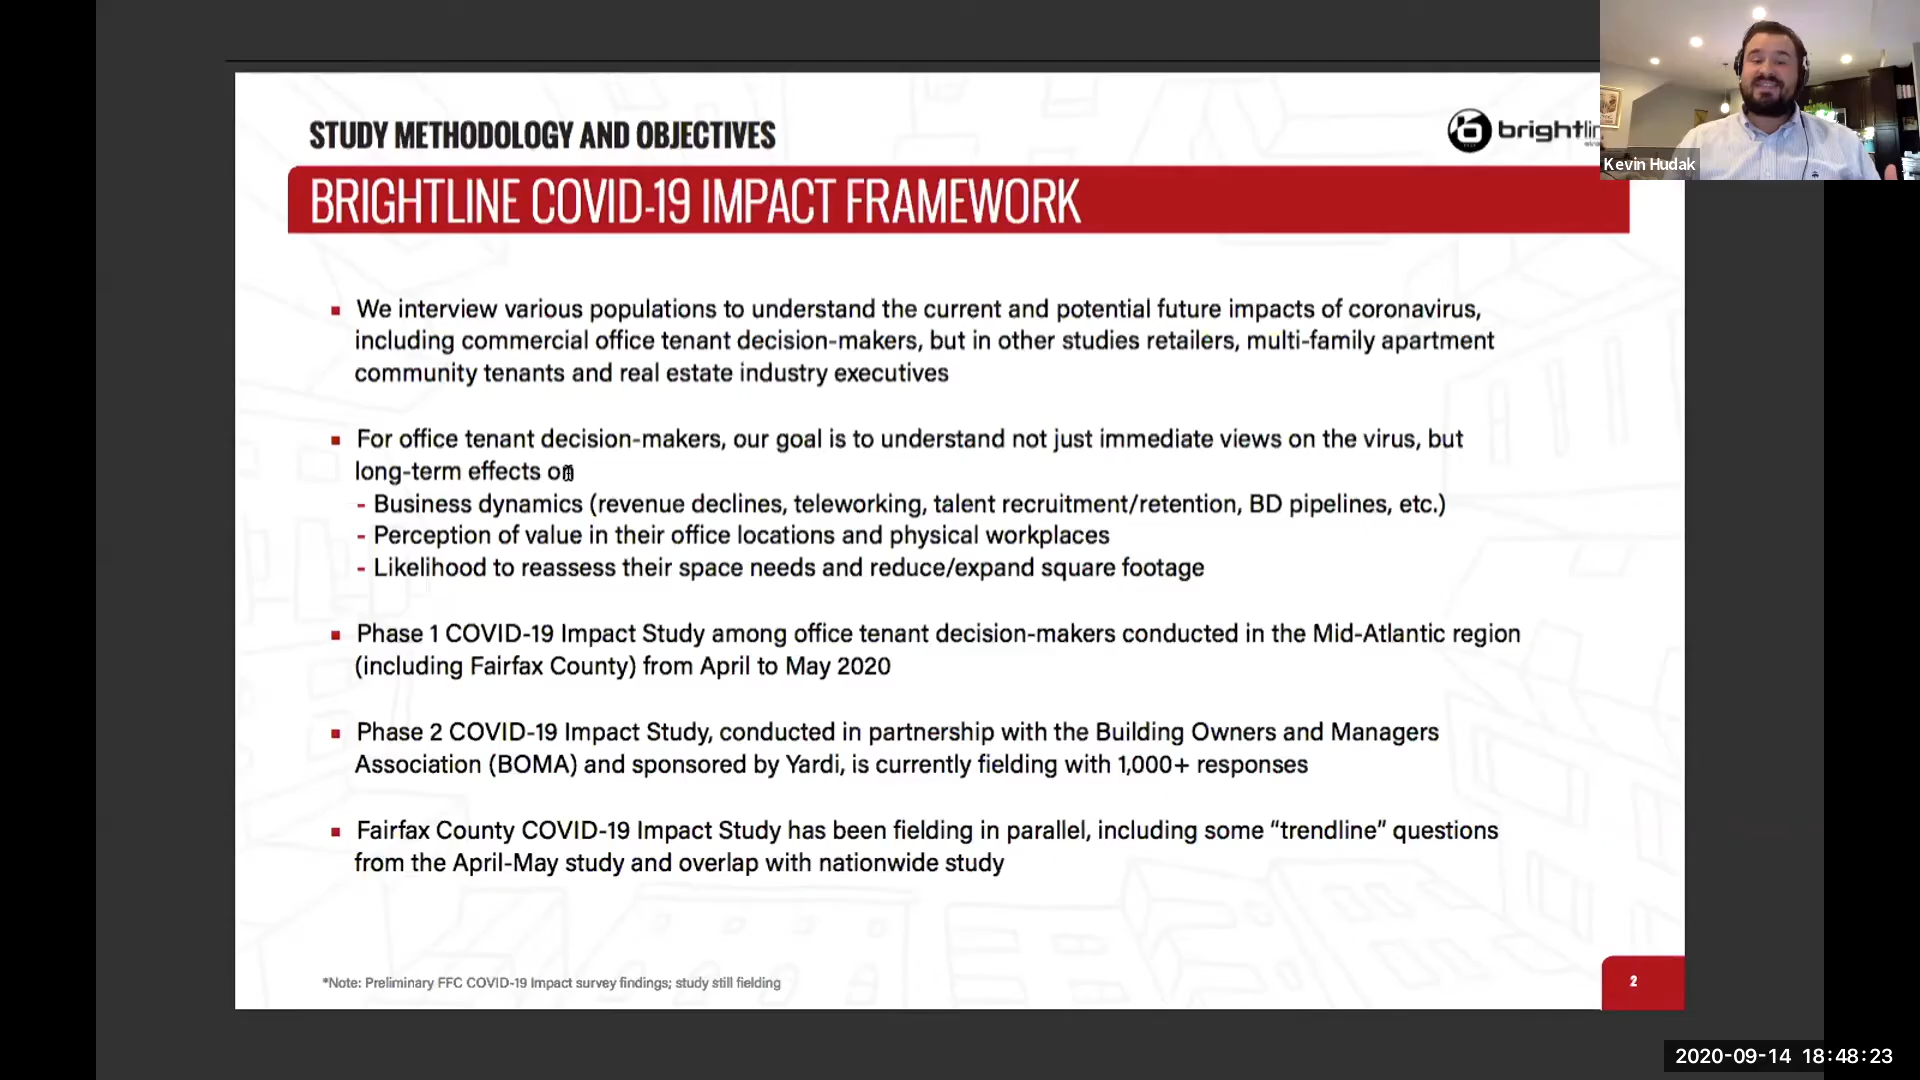 STUDY METHODOLOGY AND OBJECTIVES
BRIGHTLINE COVID-19 IMPACT FRAMEWORK
Kevin Hudak
▪ We interview various populations to understand the current and potential future impacts of coronavirus,
including commercial office tenant decision-makers, but in other studies retailers, multi-family apartment
community tenants and real estate industry executives
▪ For office tenant decision-makers, our goal is to understand not just immediate views on the virus, but
long-term effects on
- Business dynamics (revenue declines, teleworking, talent recruitment/retention, BD pipelines, etc.)
- Perception of value in their office locations and physical workplaces
- Likelihood to reassess their space needs and reduce/expand square footage
▪ Phase 1 COVID-19 Impact Study among office tenant decision-makers conducted in the Mid-Atlantic region
(including Fairfax County) from April to May 2020
▪ Phase 2 COVID-19 Impact Study, conducted in partnership with the Building Owners and Managers
Association (BOMA) and sponsored by Yardi, is currently fielding with 1,000+ responses
▪ Fairfax County COVID-19 Impact Study has been fielding in parallel, including some “trendline” questions
from the April-May study and overlap with nationwide study
*Note: Preliminary FFC COVID-19 Impact survey findings; study still fielding
2
2020-09-14 18:48:23